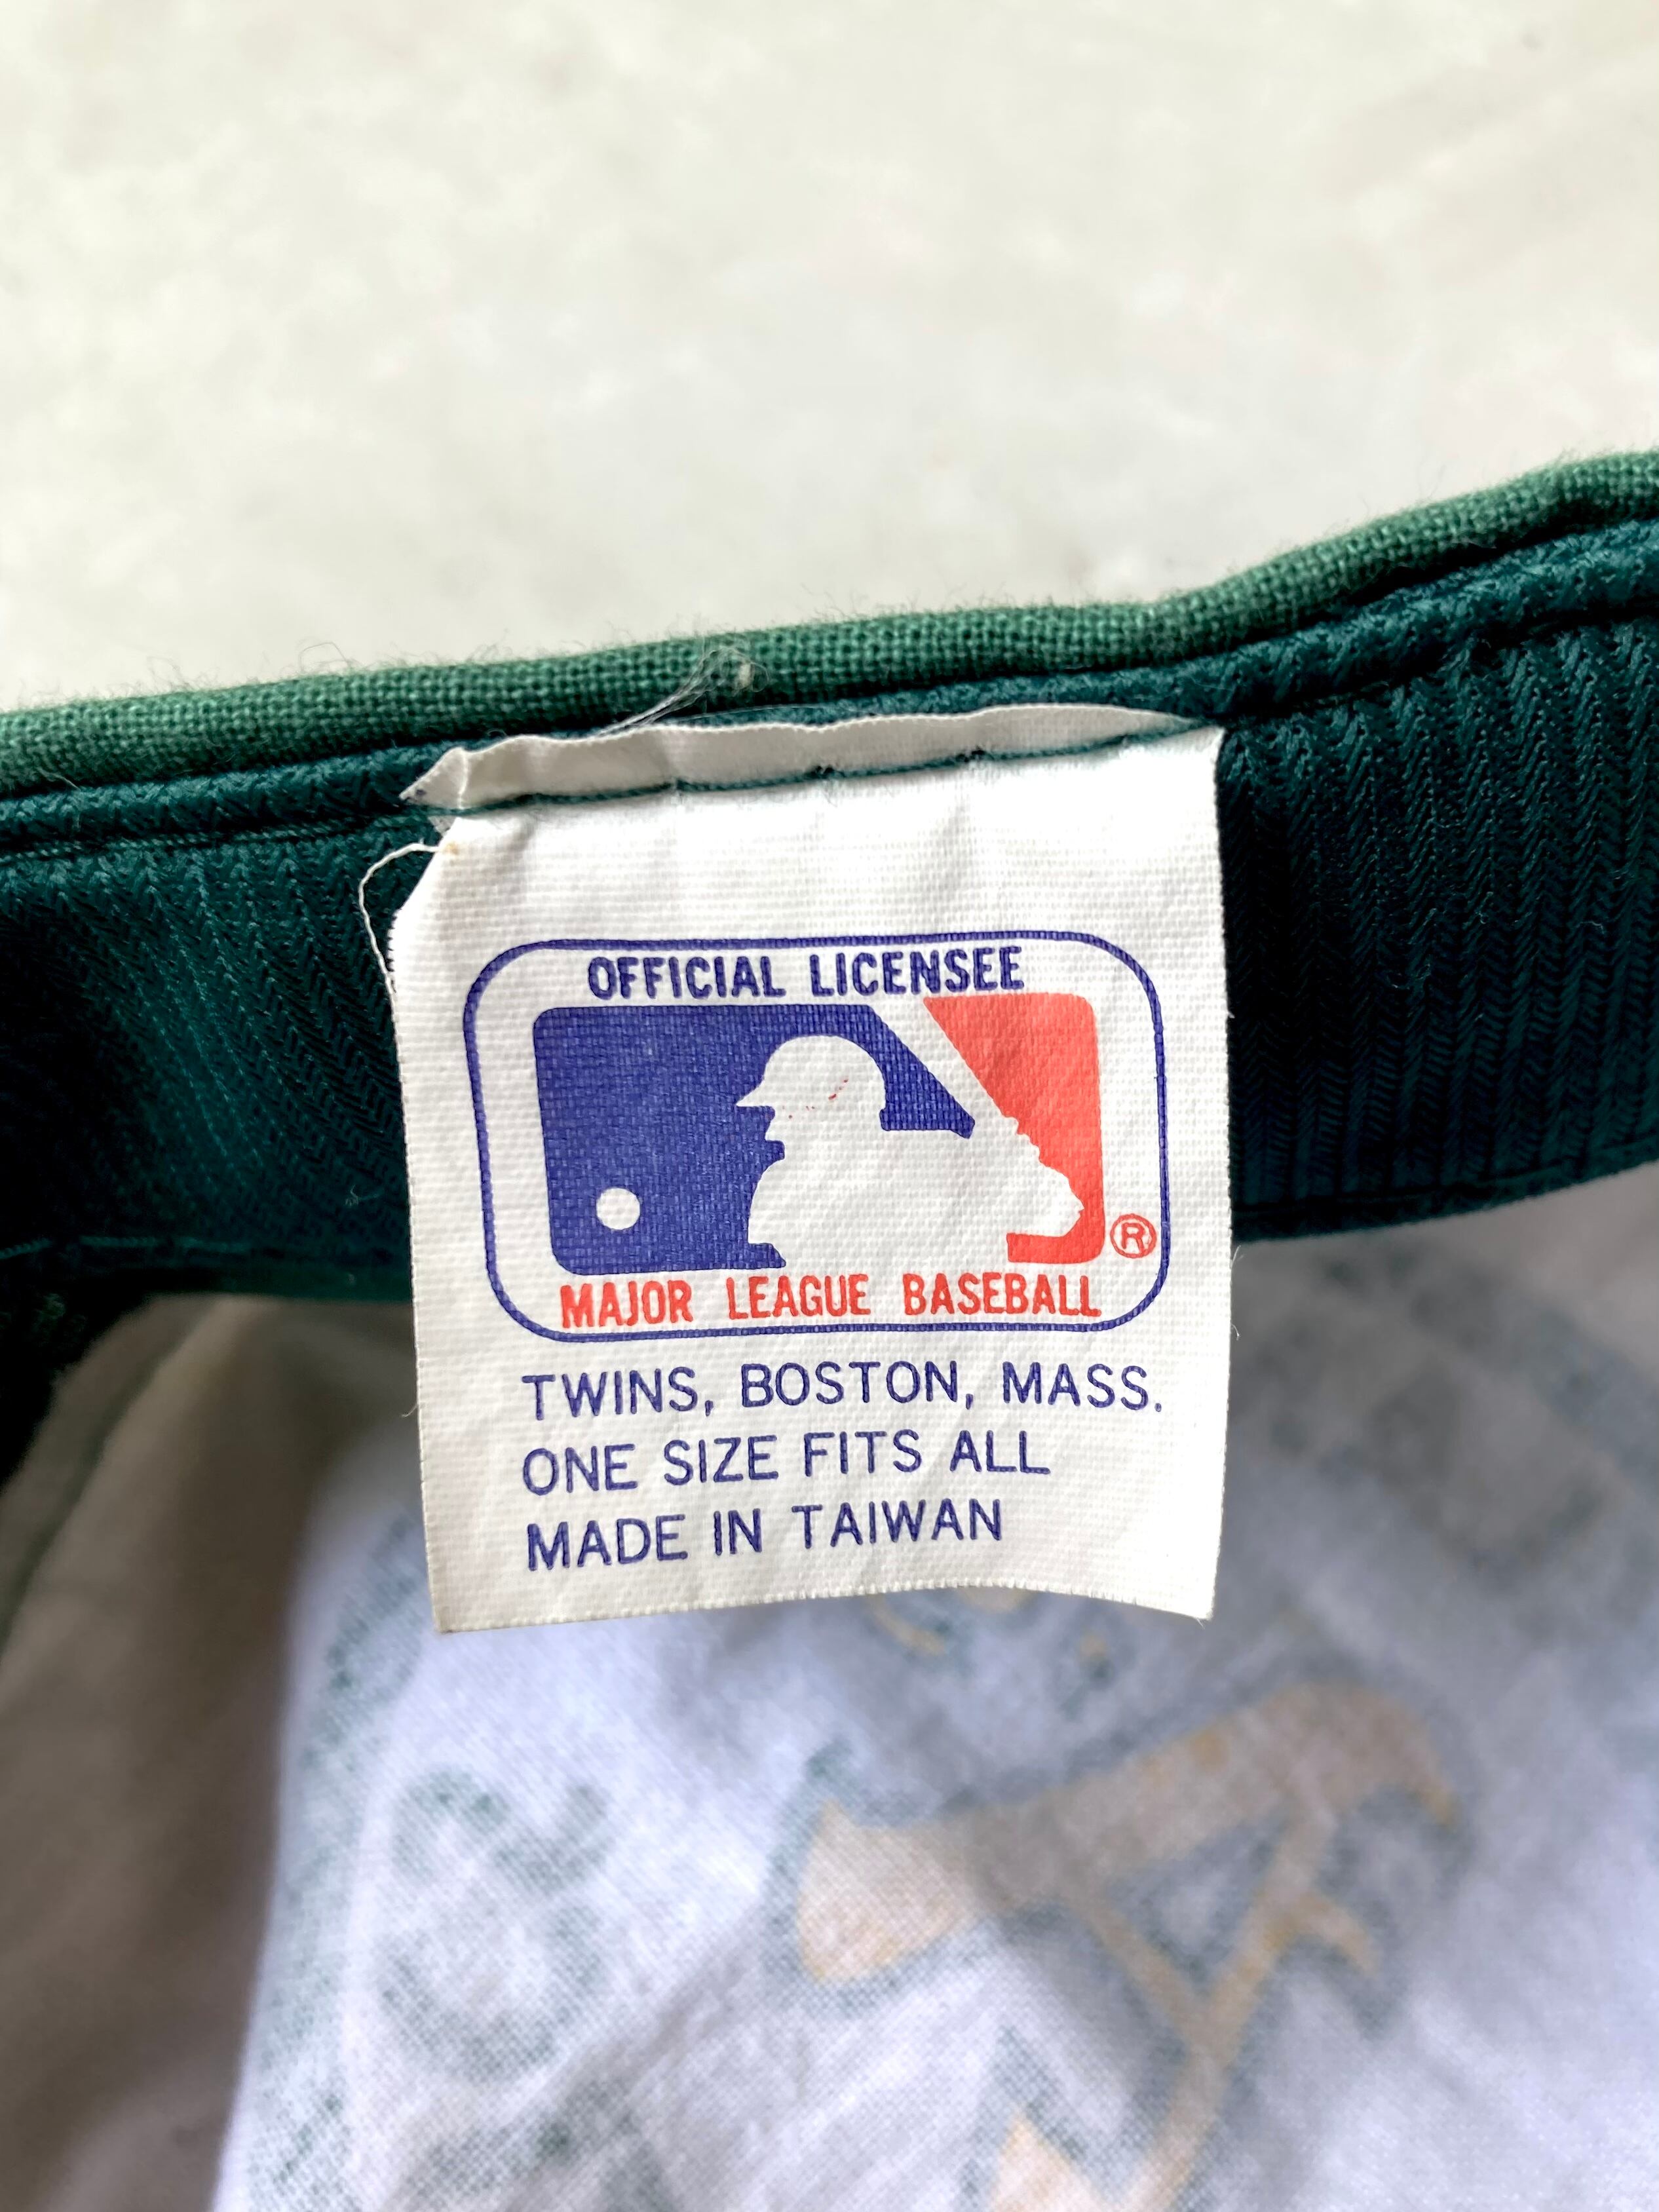 OFFICIAL LICENSEE
®
MAJOR LEAGUE BASEBALL
TWINS, BOSTON, MASS.
ONE SIZE FITS ALL
MADE IN TAIWAN